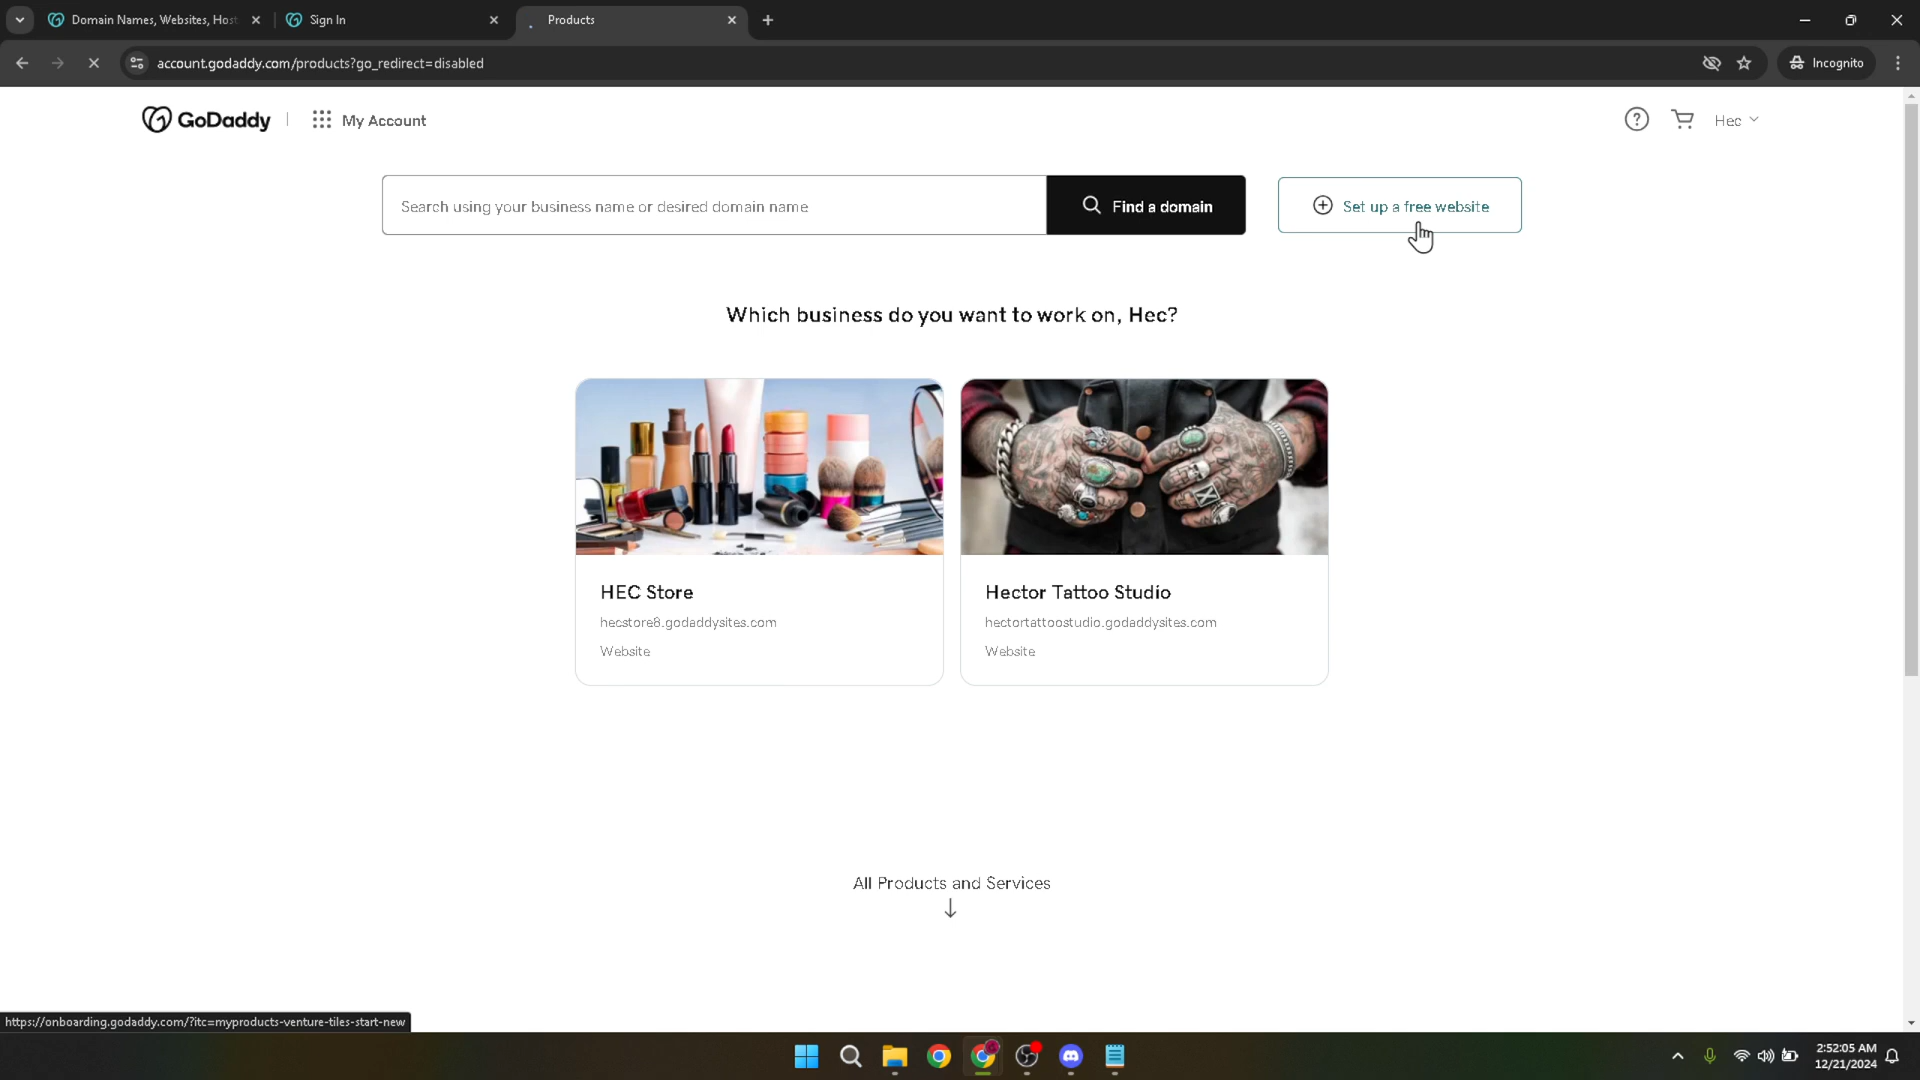 Domain Names, Websites, Hos
Sign In
Products
account.godaddy.com/products?go_redirect=disabled
Incognito
GoDaddy
My Account
Hec
Search using your business name or desired domain name
Find a domain
Set up a free website
Which business do you want to work on, Hec?
HEC Store
hecstore8.godaddysites.com
Website
Hector Tattoo Studio
hectortattoostudio.godaddysites.com
Website
All Products and Services
https://onboarding.godaddy.com/?itc=myproducts-venture-tiles-start-new
2:52:05 AM
12/21/2024